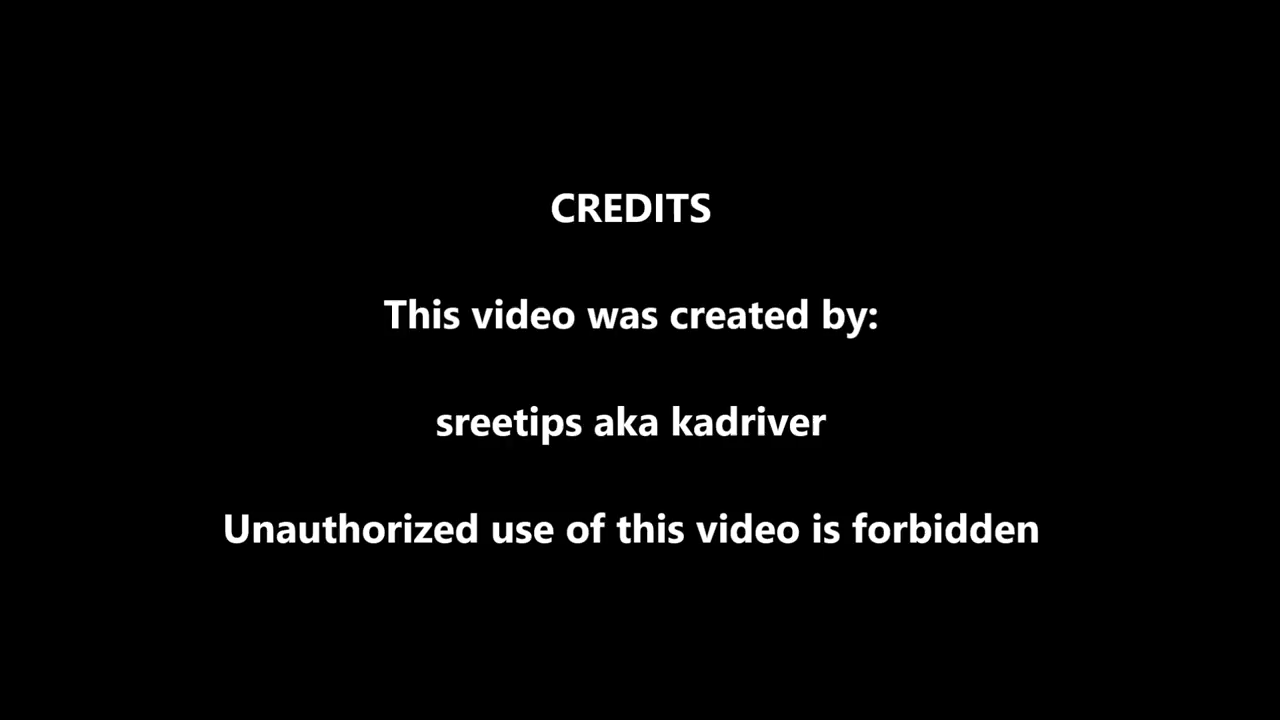 CREDITS
This video was created by:
sreetips aka kadriver
Unauthorized use of this video is forbidden